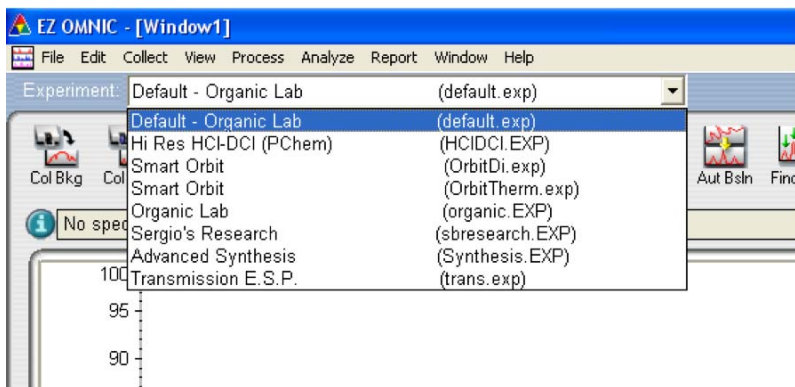 EZ OMNIC - [Window1]
File Edit Collect View Process Analyze Report Window Help
Experiment: Default - Organic Lab (default.exp)
Default - Organic Lab (default.exp)
Hi Res HCl-DCl (PChem) (HCIDCI.EXP)
Smart Orbit (OrbitDi.exp)
Smart Orbit (OrbitTherm.exp)
Organic Lab (organic.EXP)
Sergio's Research (sbresearch.EXP)
Advanced Synthesis (Synthesis.EXP)
Transmission E.S.P. (trans.exp)
Col Bkg Col Aut Bsln
No
100
95
90